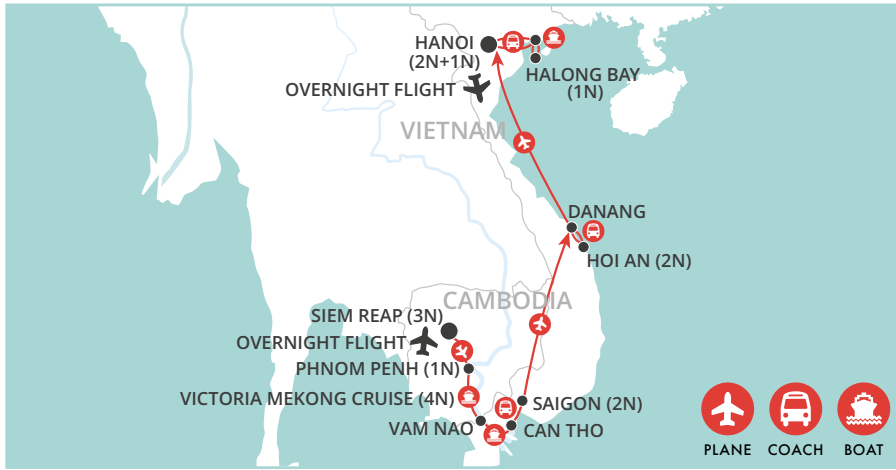 HANOI
(2N+1N)
HALONG BAY
(1N)
OVERNIGHT FLIGHT
VIETNAM
DANANG
HOI AN (2N)
CAMBODIA
SIEM REAP (3N)
OVERNIGHT FLIGHT
PHNOM PENH (1N)
VICTORIA MEKONG CRUISE (4N)
SAIGON (2N)
VAM NAO
CAN THO
PLANE
COACH
BOAT